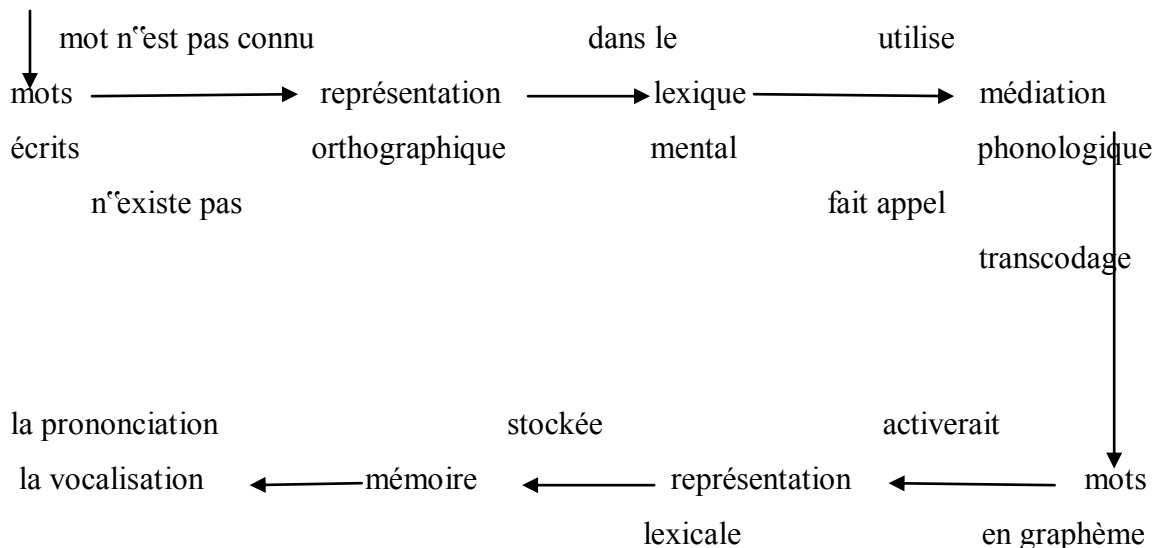 mot n‟est pas connu dans le utilise
mots représentation lexique médiation
écrits orthographique mental phonologique
n‟existe pas fait appel
transcodage
la prononciation stockée activerait
la vocalisation mémoire représentation mots
lexicale en graphème